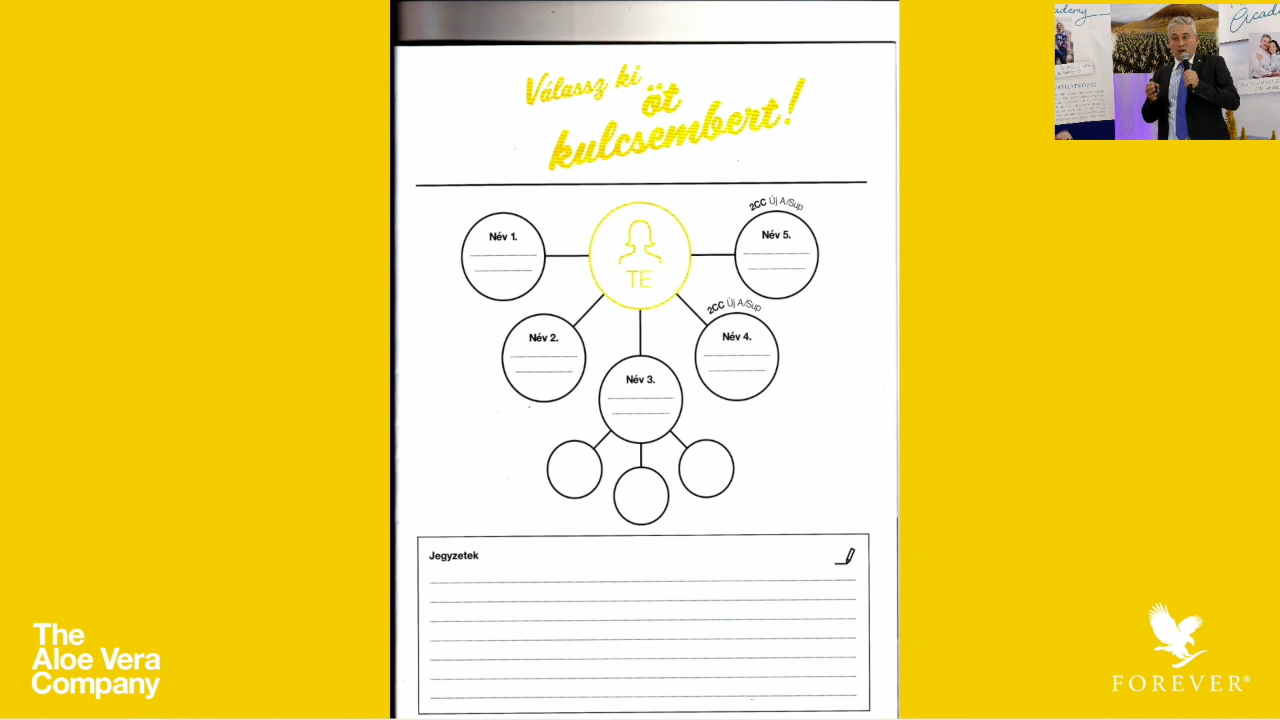 Válassz ki
öt
kulcsembert!
2CC Új A/Sup
Név 1.
TE
Név 5.
2CC Új A/Sup
Név 2.
Név 4.
Név 3.
Jegyzetek
The
Aloe Vera
Company
FOREVER®